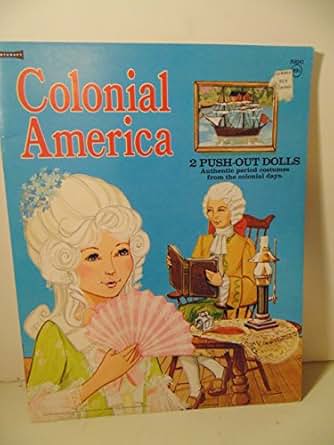 Colonial
America
2 PUSH-OUT DOLLS
Authentic period costumes
from the colonial days.